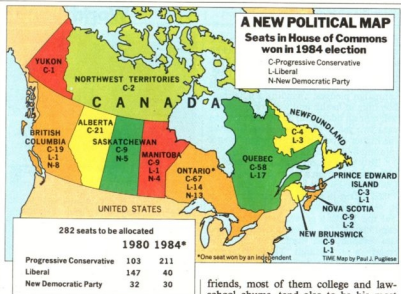 A NEW POLITICAL MAP
Seats in House of Commons
won in 1984 election
C-Progressive Conservative
L-Liberal
N-New Democratic Party
YUKON
C-1
NORTHWEST TERRITORIES
C-2
CANADA
BRITISH
COLUMBIA
C-19
L-1
N-8
ALBERTA
C-21
SASKATCHEWAN
C-9
N-5
MANITOBA
C-9
L-1
N-4
ONTARIO*
C-67
L-14
N-13
QUEBEC
C-58
L-17
NEWFOUNDLAND
C-4
L-3
PRINCE EDWARD
ISLAND
C-3
L-1
NOVA SCOTIA
C-9
L-2
NEW BRUNSWICK
C-9
L-1
UNITED STATES
*One seat won by an independent
TIME Map by Paul J. Pugliese
282 seats to be allocated
1980 1984*
Progressive Conservative 103 211
Liberal 147 40
New Democratic Party 32 30
friends, most of them college and law-